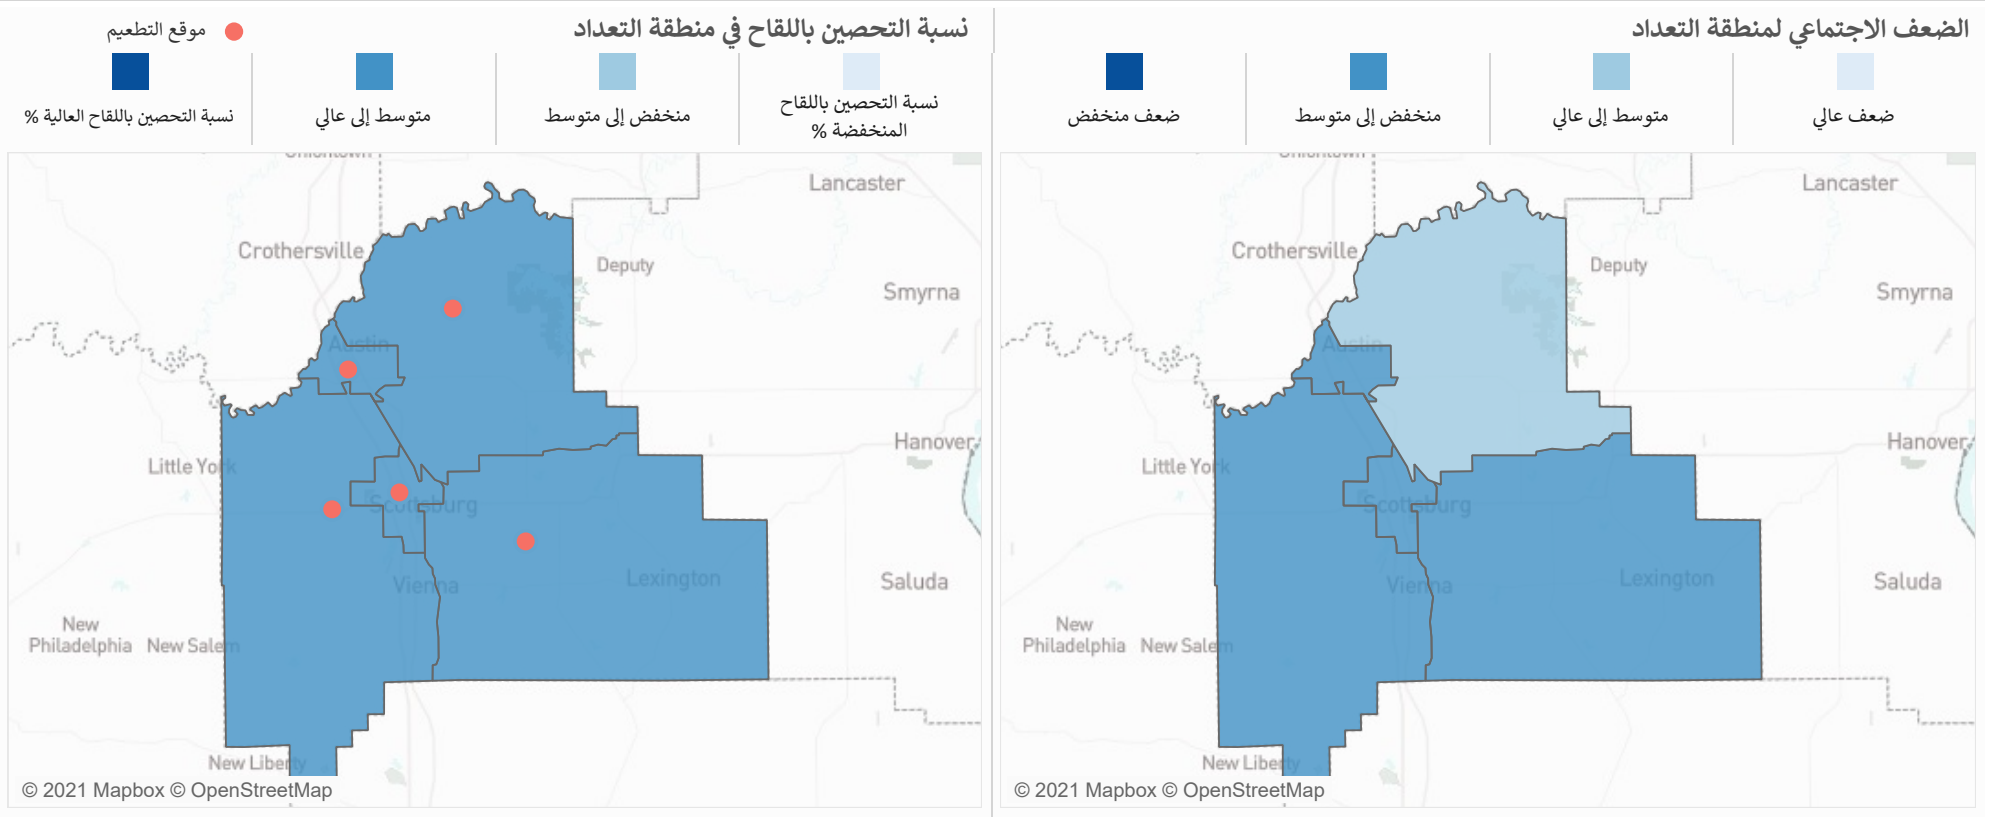 الضعف الاجتماعي لمنطقة التعداد
ضعف عالي
متوسط إلى عالي
منخفض إلى متوسط
ضعف منخفض
Uniontown
Lancaster
Crothersville
Deputy
Smyrna
Austin
Hanover
Little York
Scottsburg
Vienna
Lexington
Saluda
New
Philadelphia
New Salem
New Liberty
© 2021 Mapbox © OpenStreetMap
نسبة التحصين باللقاح في منطقة التعداد
موقع التطعيم
نسبة التحصين باللقاح
المنخفضة %
منخفض إلى متوسط
متوسط إلى عالي
نسبة التحصين باللقاح العالية %
Uniontown
Lancaster
Crothersville
Deputy
Smyrna
Austin
Hanover
Little York
Scottsburg
Vienna
Lexington
Saluda
New
Philadelphia
New Salem
New Liberty
© 2021 Mapbox © OpenStreetMap